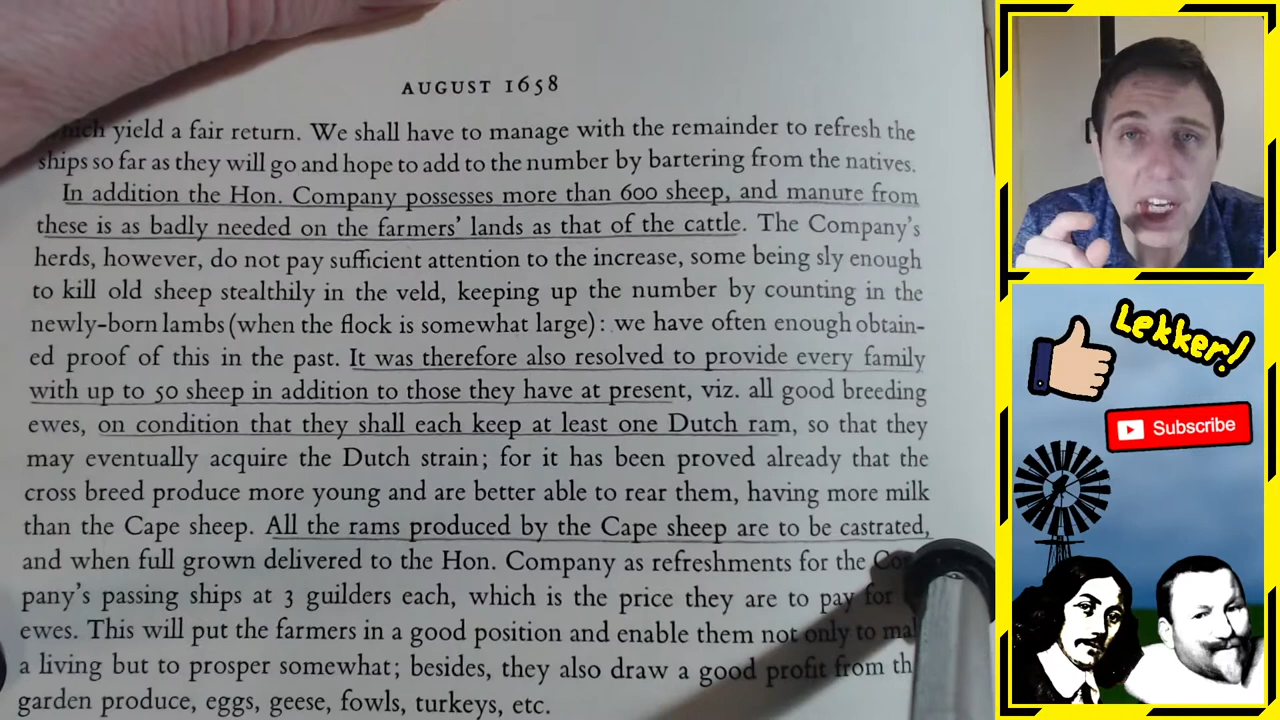 AUGUST 1658
which yield a fair return. We shall have to manage with the remainder to refresh the
ships so far as they will go and hope to add to the number by bartering from the natives.
In addition the Hon. Company possesses more than 600 sheep, and manure from
these is as badly needed on the farmers' lands as that of the cattle. The Company's
herds, however, do not pay sufficient attention to the increase, some being sly enough
to kill old sheep stealthily in the veld, keeping up the number by counting in the
newly-born lambs (when the flock is somewhat large): we have often enough obtain-
ed proof of this in the past. It was therefore also resolved to provide every family
with up to 50 sheep in addition to those they have at present, viz. all good breeding
ewes, on condition that they shall each keep at least one Dutch ram, so that they
may eventually acquire the Dutch strain; for it has been proved already that the
cross breed produce more young and are better able to rear them, having more milk
than the Cape sheep. All the rams produced by the Cape sheep are to be castrated,
and when full grown delivered to the Hon. Company as refreshments for the
pany's passing ships at 3 guilders each, which is the price they are to pay for
ewes. This will put the farmers in a good position and enable them not only to
a living but to prosper somewhat; besides, they also draw a good profit from
garden produce, eggs, geese, fowls, turkeys, etc.
Lekker!
Subscribe